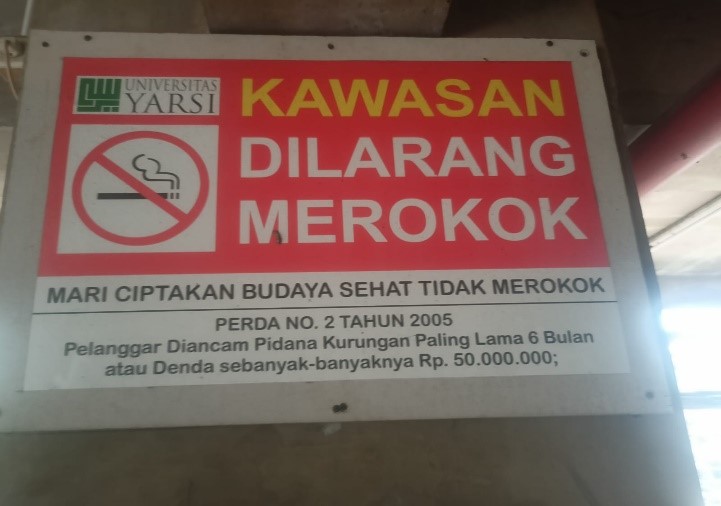 UNIVERSITAS
YARSI
KAWASAN
DILARANG
MEROKOK
MARI CIPTAKAN BUDAYA SEHAT TIDAK MEROKOK
PERDA NO. 2 TAHUN 2005
Pelanggar Diancam Pidana Kurungan Paling Lama 6 Bulan
atau Denda sebanyak-banyaknya Rp. 50.000.000;